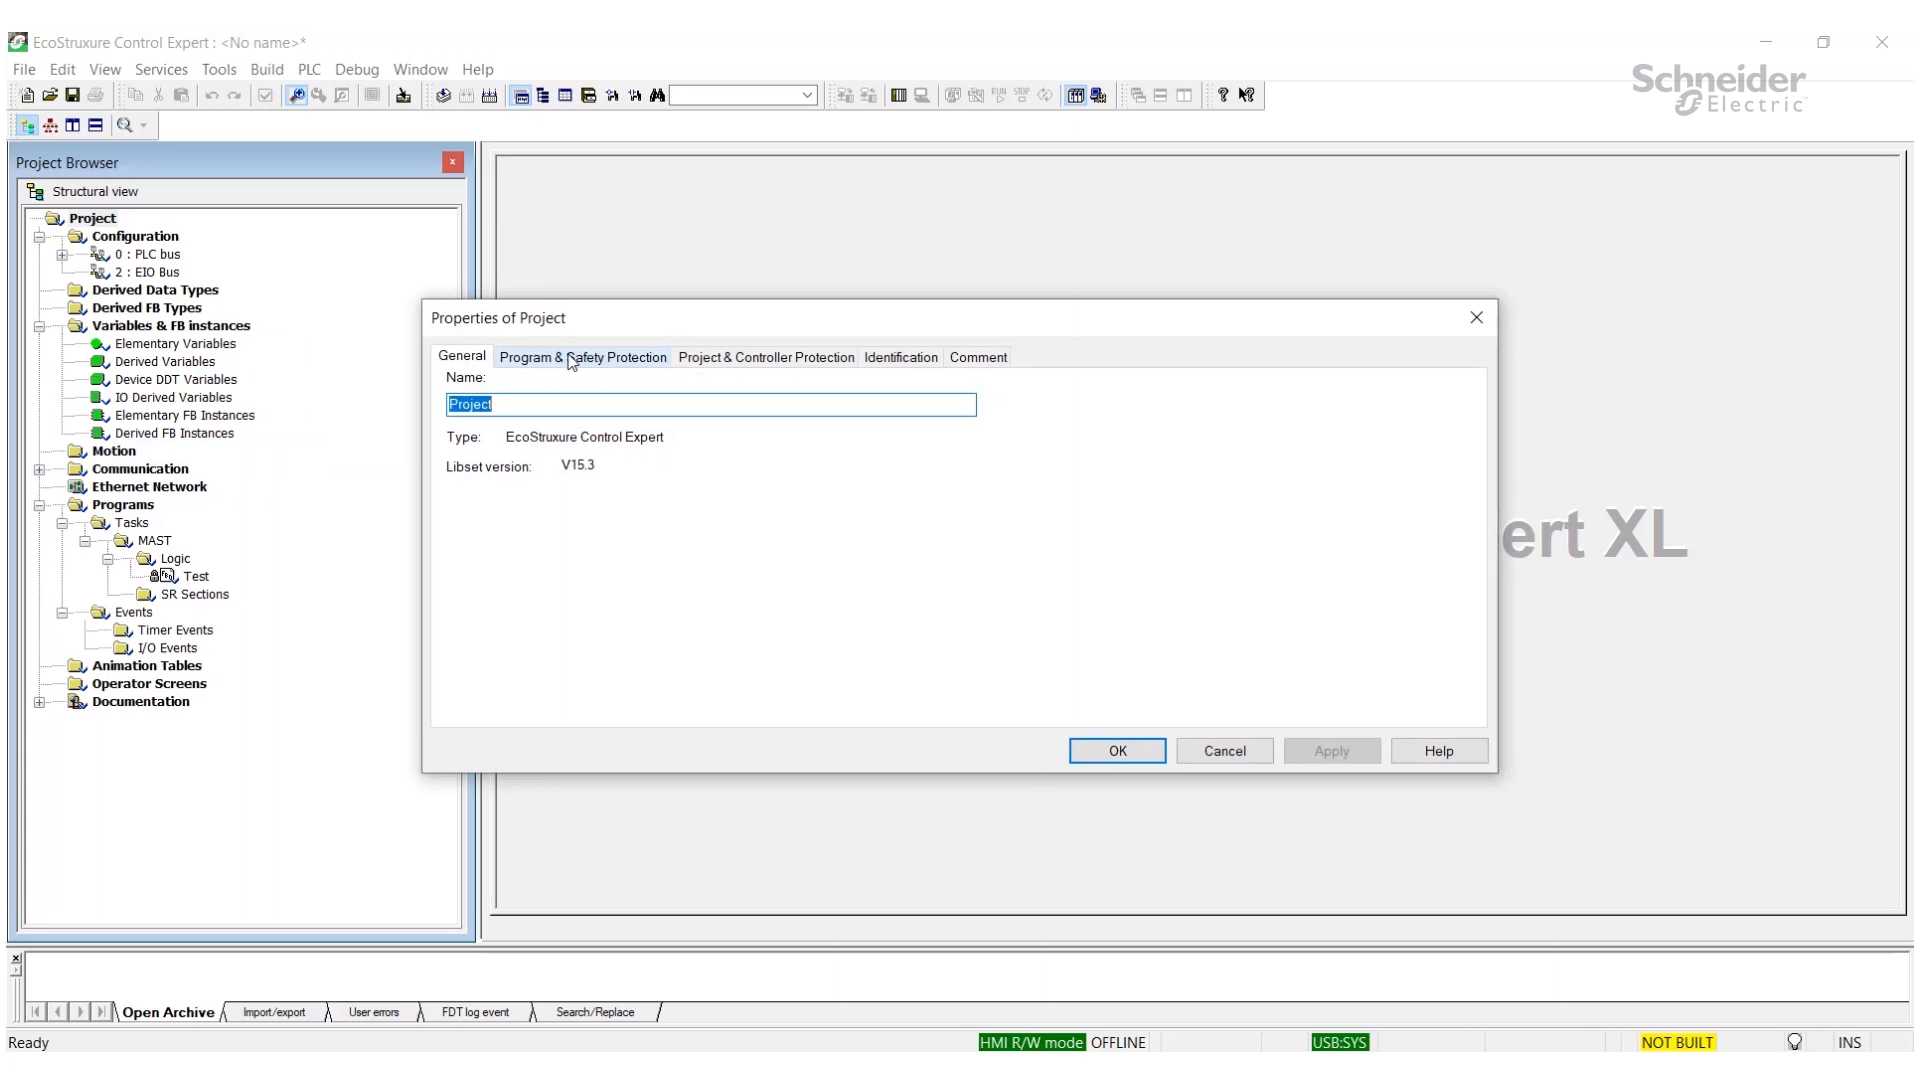 EcoStruxure Control Expert : <No name>*
File Edit View Services Tools Build PLC Debug Window Help
Schneider
Electric
Project Browser
Structural view
Project
Configuration
0 : PLC bus
2 : EIO Bus
Derived Data Types
Derived FB Types
Variables & FB instances
Elementary Variables
Derived Variables
Device DDT Variables
IO Derived Variables
Elementary FB Instances
Derived FB Instances
Motion
Communication
Ethernet Network
Programs
Tasks
MAST
Logic
Test
SR Sections
Events
Timer Events
I/O Events
Animation Tables
Operator Screens
Documentation
Properties of Project
General Program & Safety Protection Project & Controller Protection Identification Comment
Name:
Project
Type: EcoStruxure Control Expert
Libset version: V15.3
OK Cancel Apply Help
ert XL
Open Archive Import/export User errors FDT log event Search/Replace
Ready HMI R/W mode OFFLINE USB:SYS NOT BUILT INS